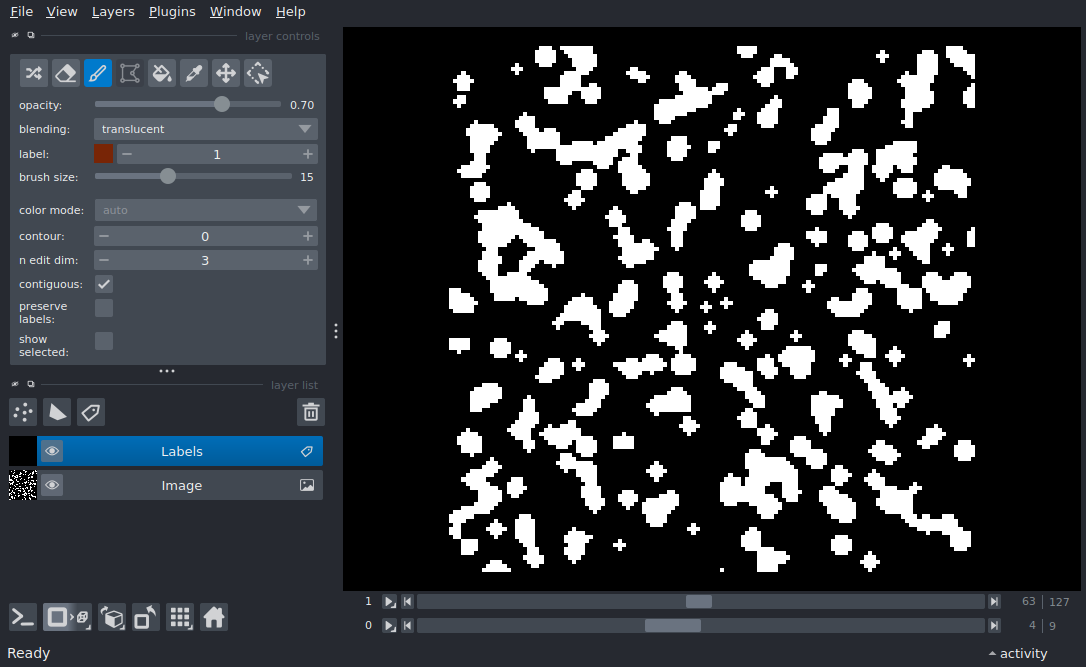 File View Layers Plugins Window Help
layer controls
opacity: 0.70
blending: translucent
label: 1
brush size: 15
color mode: auto
contour: 0
n edit dim: 3
contiguous:
preserve
labels:
show
selected:
layer list
Labels
Image
1 63 127
0 4 9
Ready activity